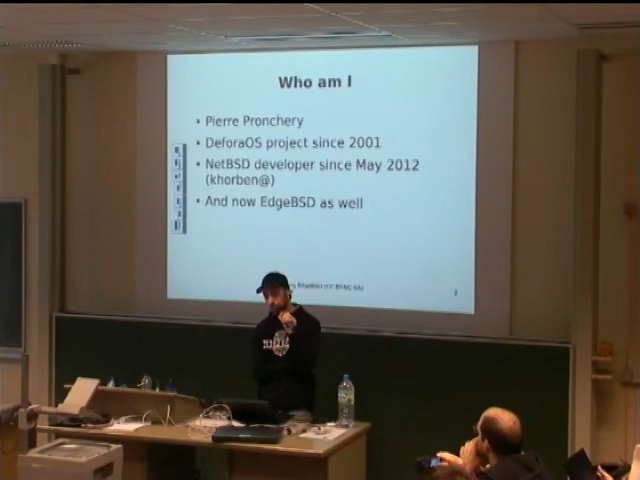 Who am I
• Pierre Pronchery
• DeforaOS project since 2001
• NetBSD developer since May 2012
(khorben@)
• And now EdgeBSD as well